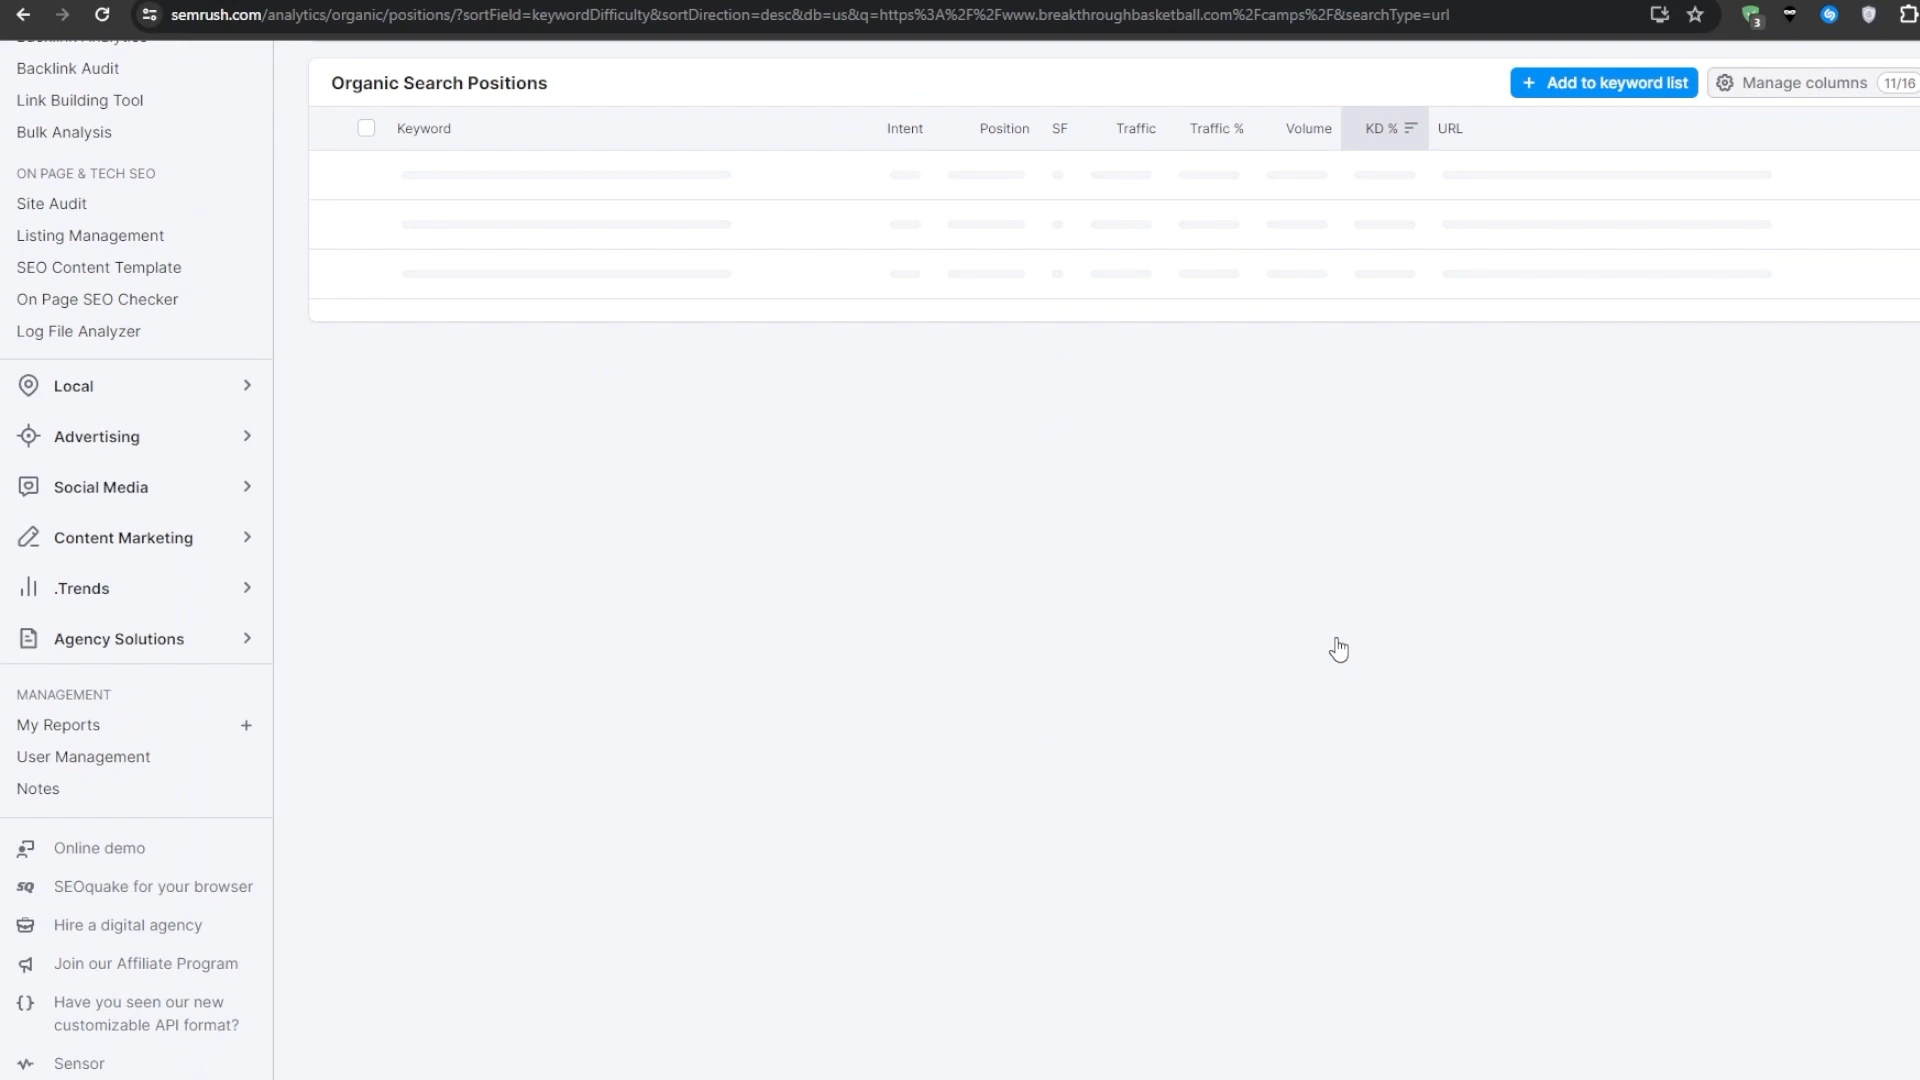 semrush.com/analytics/organic/positions/?sortField=keywordDifficulty&sortDirection=desc&db=us&q=https%3A%2F%2Fwww.breakthroughbasketball.com%2Fcamps%2F&searchType=url
3
Backlink Analytics
Backlink Audit
Link Building Tool
Bulk Analysis
ON PAGE & TECH SEO
Site Audit
Listing Management
SEO Content Template
On Page SEO Checker
Log File Analyzer
Local
Advertising
Social Media
Content Marketing
.Trends
Agency Solutions
MANAGEMENT
My Reports +
User Management
Notes
Online demo
SQ SEOquake for your browser
Hire a digital agency
Join our Affiliate Program
{} Have you seen our new
customizable API format?
Sensor
Organic Search Positions
+ Add to keyword list
Manage columns 11/16
Keyword Intent Position SF Traffic Traffic % Volume KD % URL